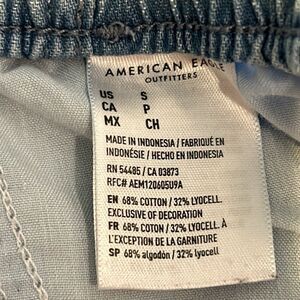 AMERICAN EAGLE
OUTFITTERS
US S
CA P
MX CH
MADE IN INDONESIA / FABRIQUÉ EN
INDONÉSIE / HECHO EN INDONESIA
RN 54485 / CA 03873
RFC# AEM120605U9A
EN 68% COTTON / 32% LYOCELL.
EXCLUSIVE OF DECORATION
FR 68% COTON / 32% LYOCELL. À
L'EXCEPTION DE LA GARNITURE
SP 68% algodón / 32% lyocell